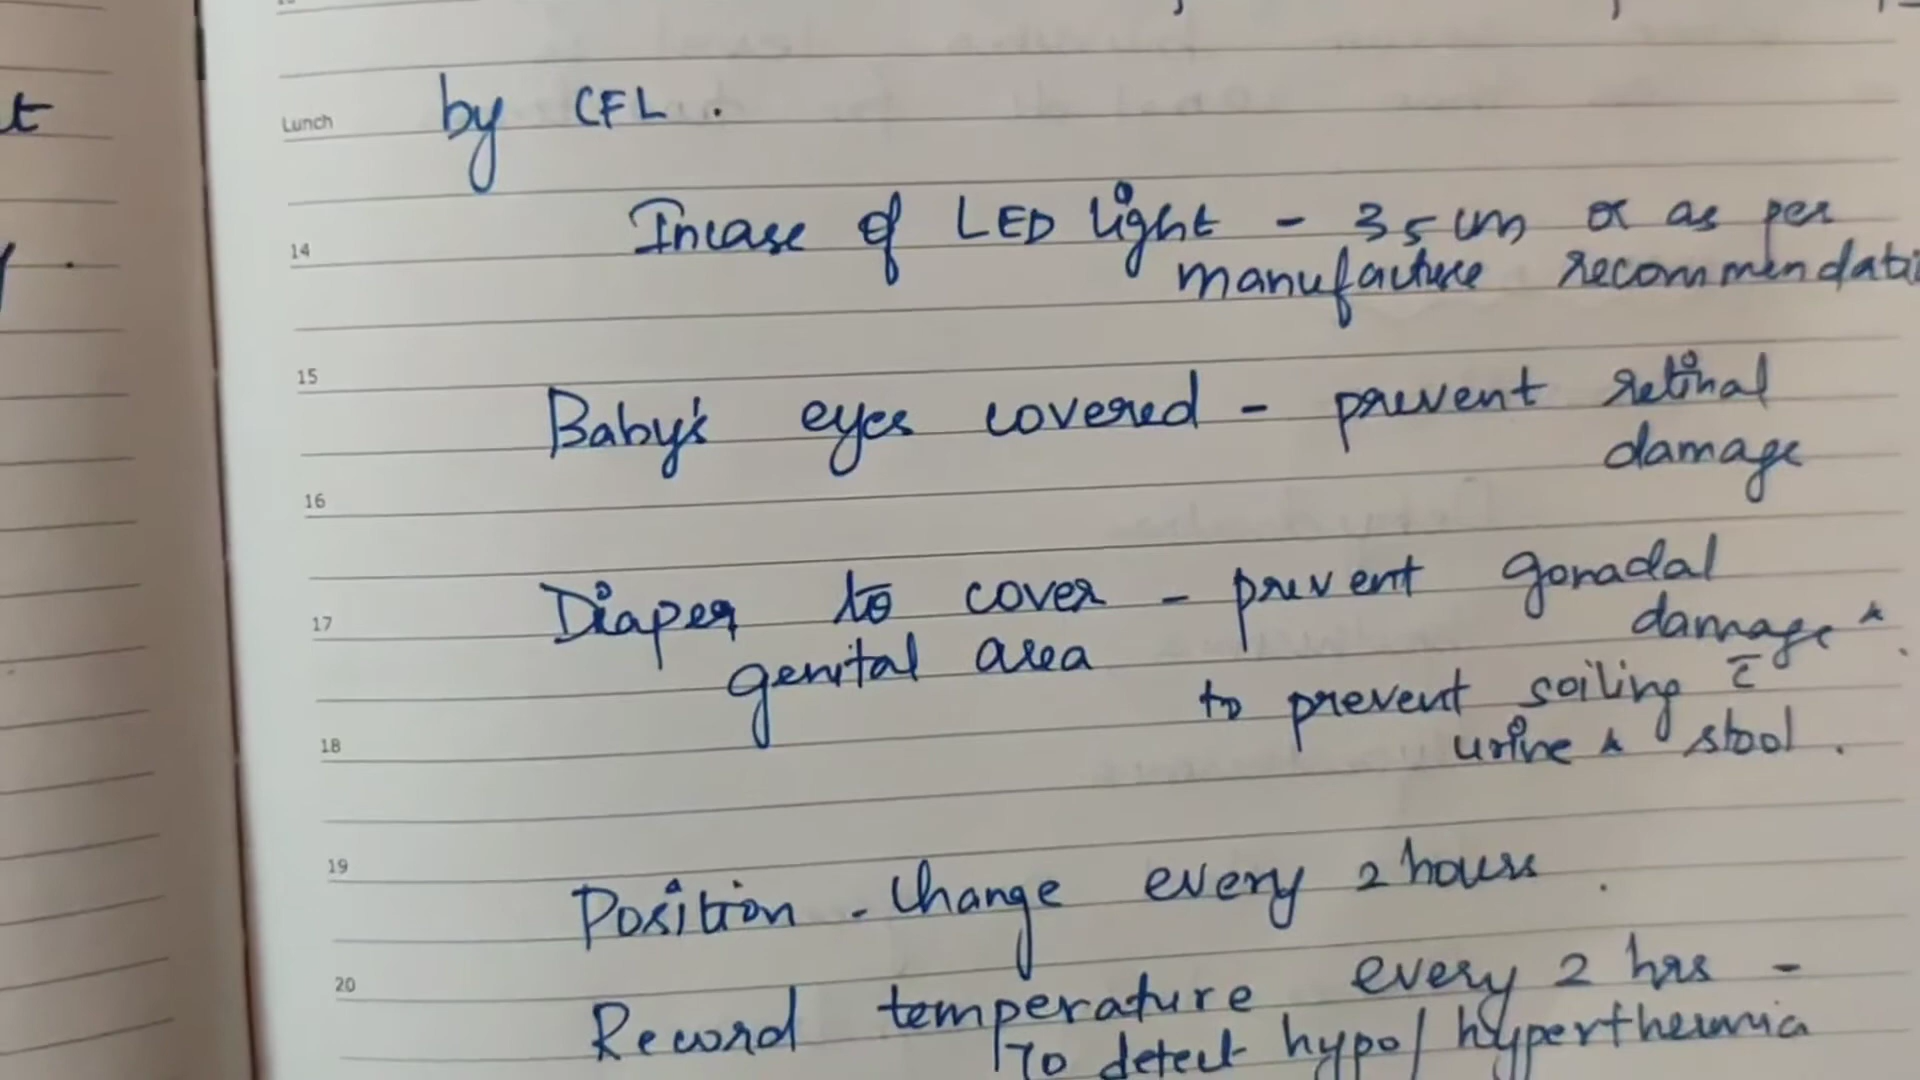 t
Lunch by CFL.
14 Incase of LED light - 35 cm or as per
manufacture recommendati
15
Baby's eyes covered - prevent retinal
damage
16
17 Diaper to cover - prevent gonadal
genital area damage &
to prevent soiling c̄
urine & stool.
18
19
Position - change every 2 hours.
20
Record temperature every 2 hrs -
To detect hypo/hyperthermia